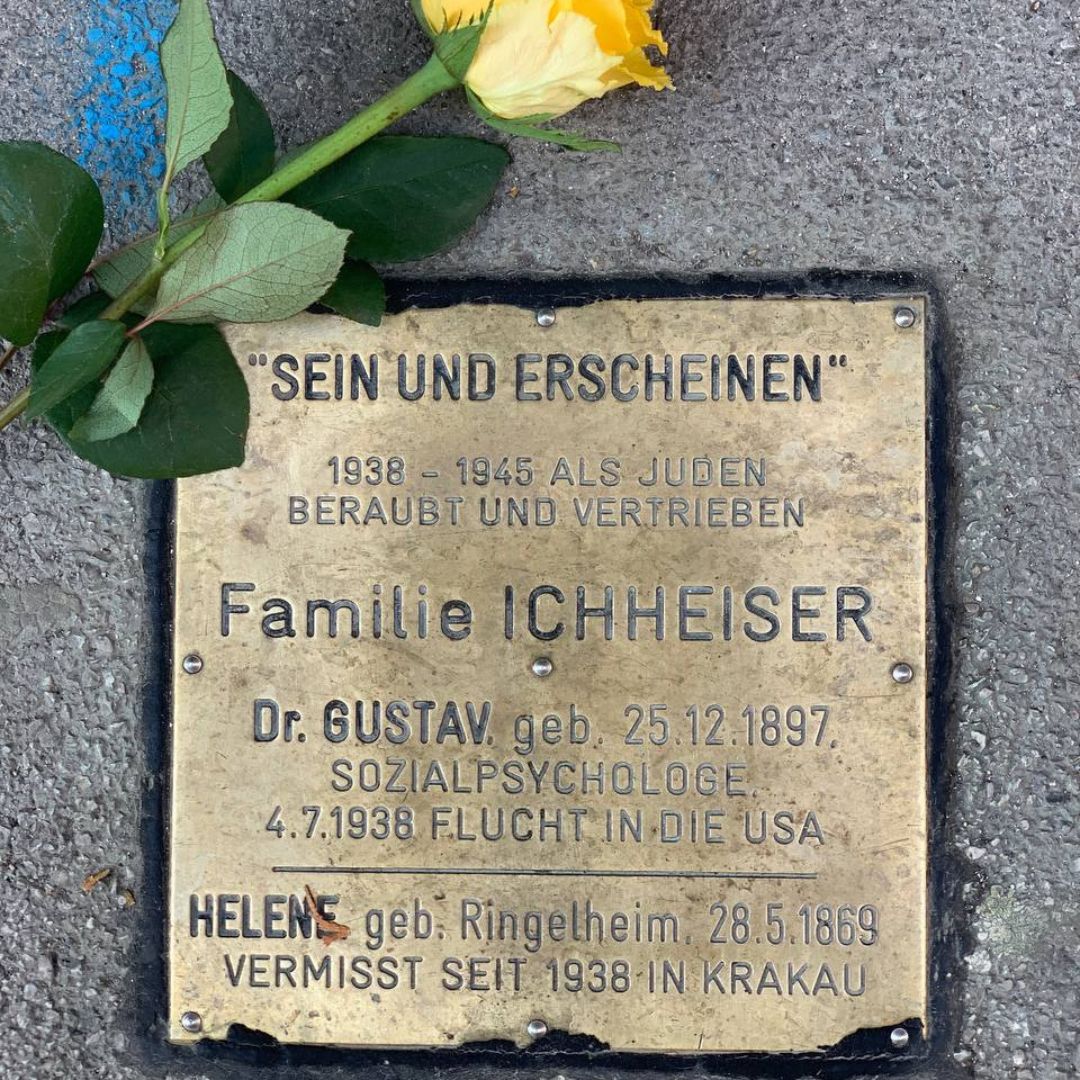 "SEIN UND ERSCHEINEN"
1938 - 1945 ALS JUDEN
BERAUBT UND VERTRIEBEN
Familie ICHHEISER
Dr. GUSTAV, geb. 25.12.1897,
SOZIALPSYCHOLOGE,
4.7.1938 FLUCHT IN DIE USA
HELENE geb. Ringelheim, 28.5.1869
VERMISST SEIT 1938 IN KRAKAU